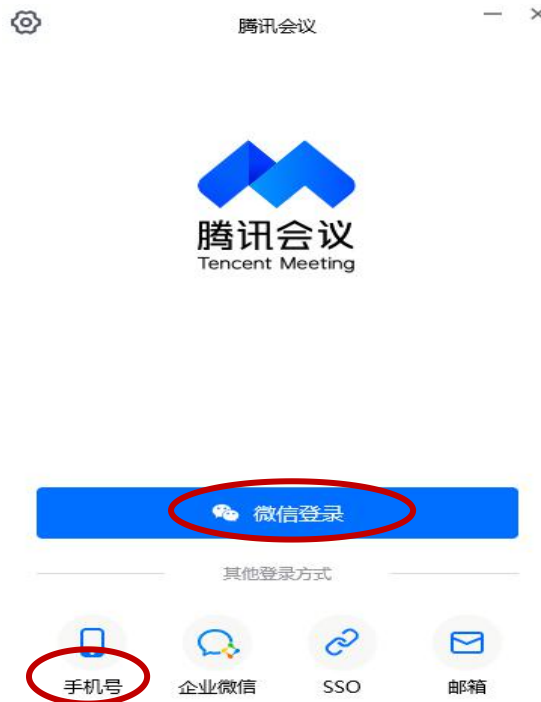 腾讯会议
腾讯会议
Tencent Meeting
微信登录
其他登录方式
手机号 企业微信 SSO 邮箱